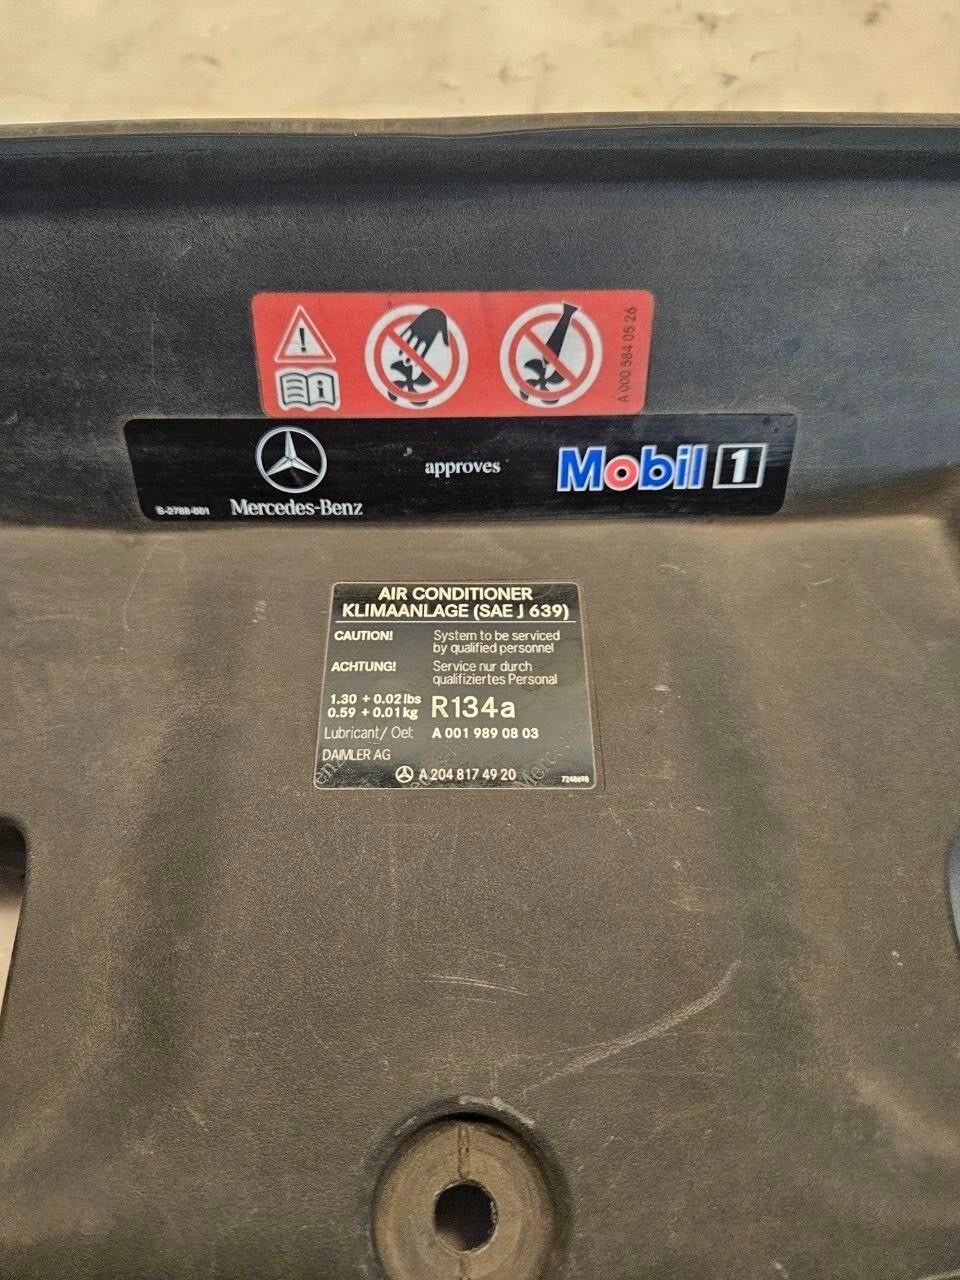 A 000 584 05 26
Mercedes-Benz
approves
Mobil 1
S-2788-001
AIR CONDITIONER
KLIMAANLAGE (SAE J 639)
CAUTION! System to be serviced
by qualified personnel
ACHTUNG! Service nur durch
qualifiziertes Personal
1.30 + 0.02 lbs
0.59 + 0.01 kg R134a
Lubricant/ Oel: A 001 989 08 03
DAIMLER AG
A 204 817 49 20
7248698